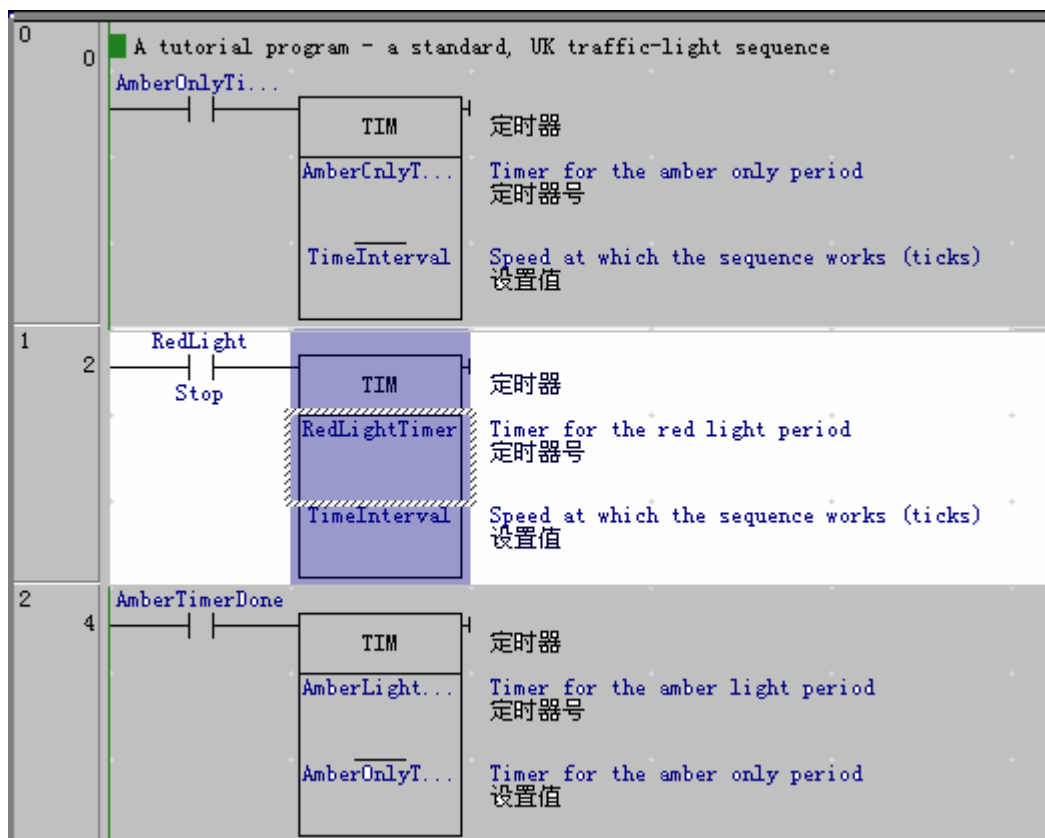 0
0
A tutorial program - a standard, UK traffic-light sequence
AmberOnlyTi...
TIM
定时器
AmberCnlyT...
Timer for the amber only period
定时器号
TimeInterval
Speed at which the sequence works (ticks)
设置值
1
2
RedLight
Stop
TIM
定时器
RedLightTimer
Timer for the red light period
定时器号
TimeInterval
Speed at which the sequence works (ticks)
设置值
2
4
AmberTimerDone
TIM
定时器
AmberLight...
Timer for the amber light period
定时器号
AmberOnlyT...
Timer for the amber only period
设置值